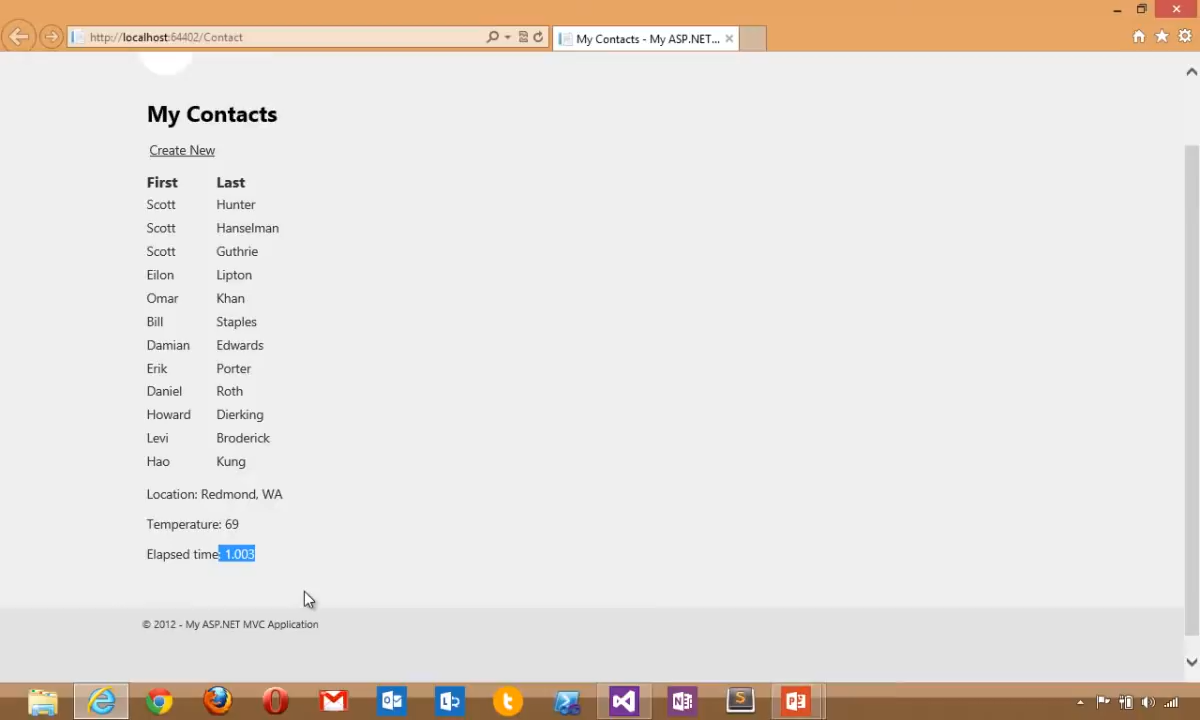 http://localhost:64402/Contact
My Contacts - My ASP.NET...
My Contacts
Create New
First Last
Scott Hunter
Scott Hanselman
Scott Guthrie
Eilon Lipton
Omar Khan
Bill Staples
Damian Edwards
Erik Porter
Daniel Roth
Howard Dierking
Levi Broderick
Hao Kung
Location: Redmond, WA
Temperature: 69
Elapsed time: 1.003
© 2012 - My ASP.NET MVC Application